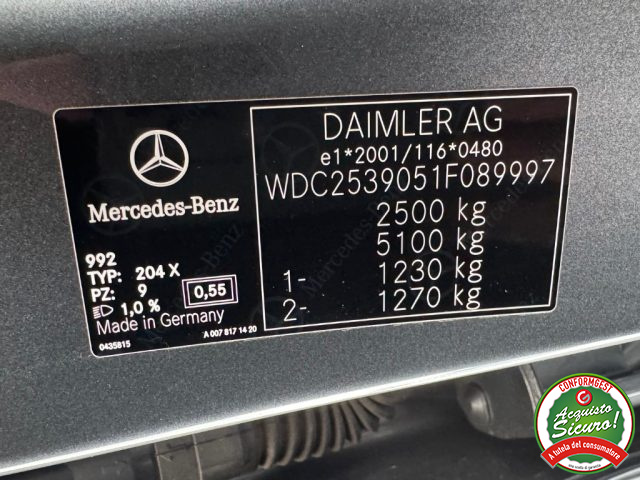 Mercedes-Benz
992
TYP: 204 X
PZ: 9
0,55
1,0 %
Made in Germany
0435815
A 007 817 14 20
DAIMLER AG
e1*2001/116*0480
WDC2539051F089997
2500 kg
5100 kg
1- 1230 kg
2- 1270 kg
CONFORMGEST
Acquisto
Sicuro!
A tutela del consumatore